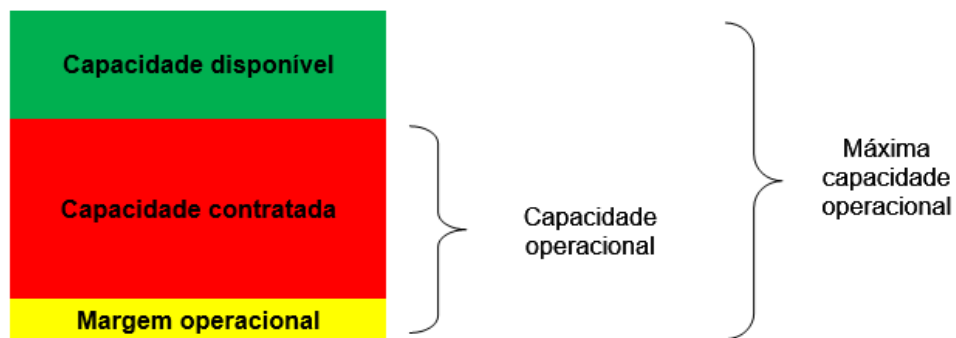 Capacidade disponível
Capacidade contratada
Margem operacional
Capacidade
operacional
Máxima
capacidade
operacional